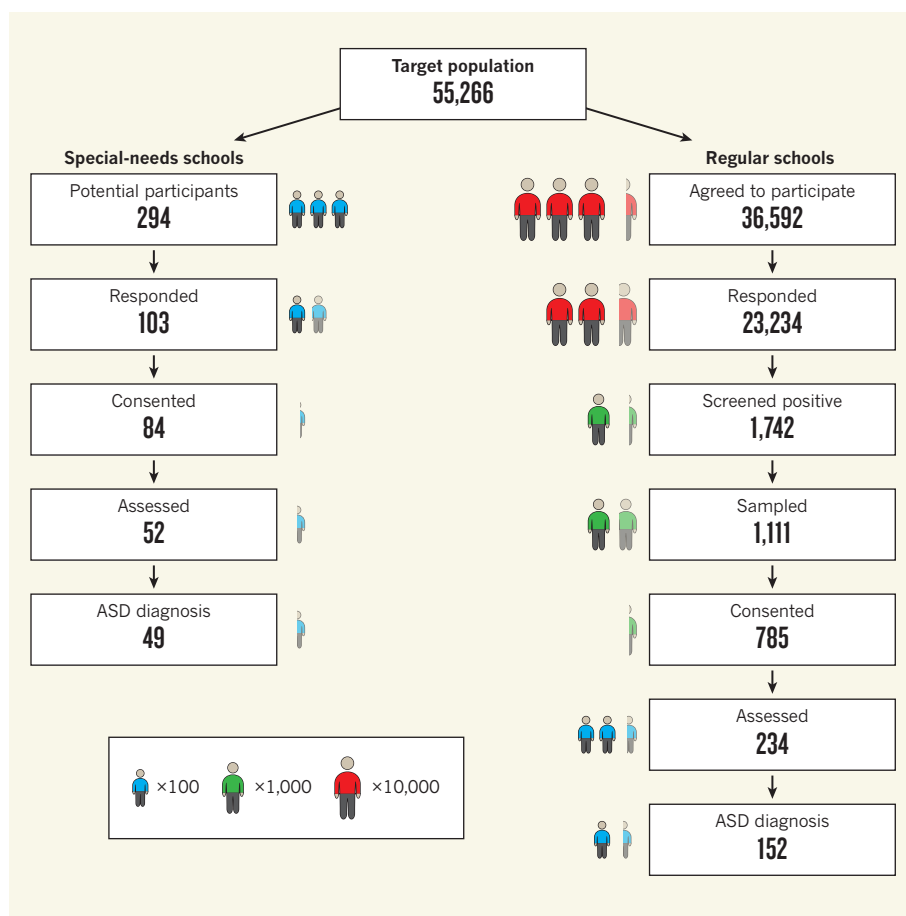 Target population
55,266
Special-needs schools
Potential participants
294
Responded
103
Consented
84
Assessed
52
ASD diagnosis
49
Regular schools
Agreed to participate
36,592
Responded
23,234
Screened positive
1,742
Sampled
1,111
Consented
785
Assessed
234
ASD diagnosis
152
×100
×1,000
×10,000